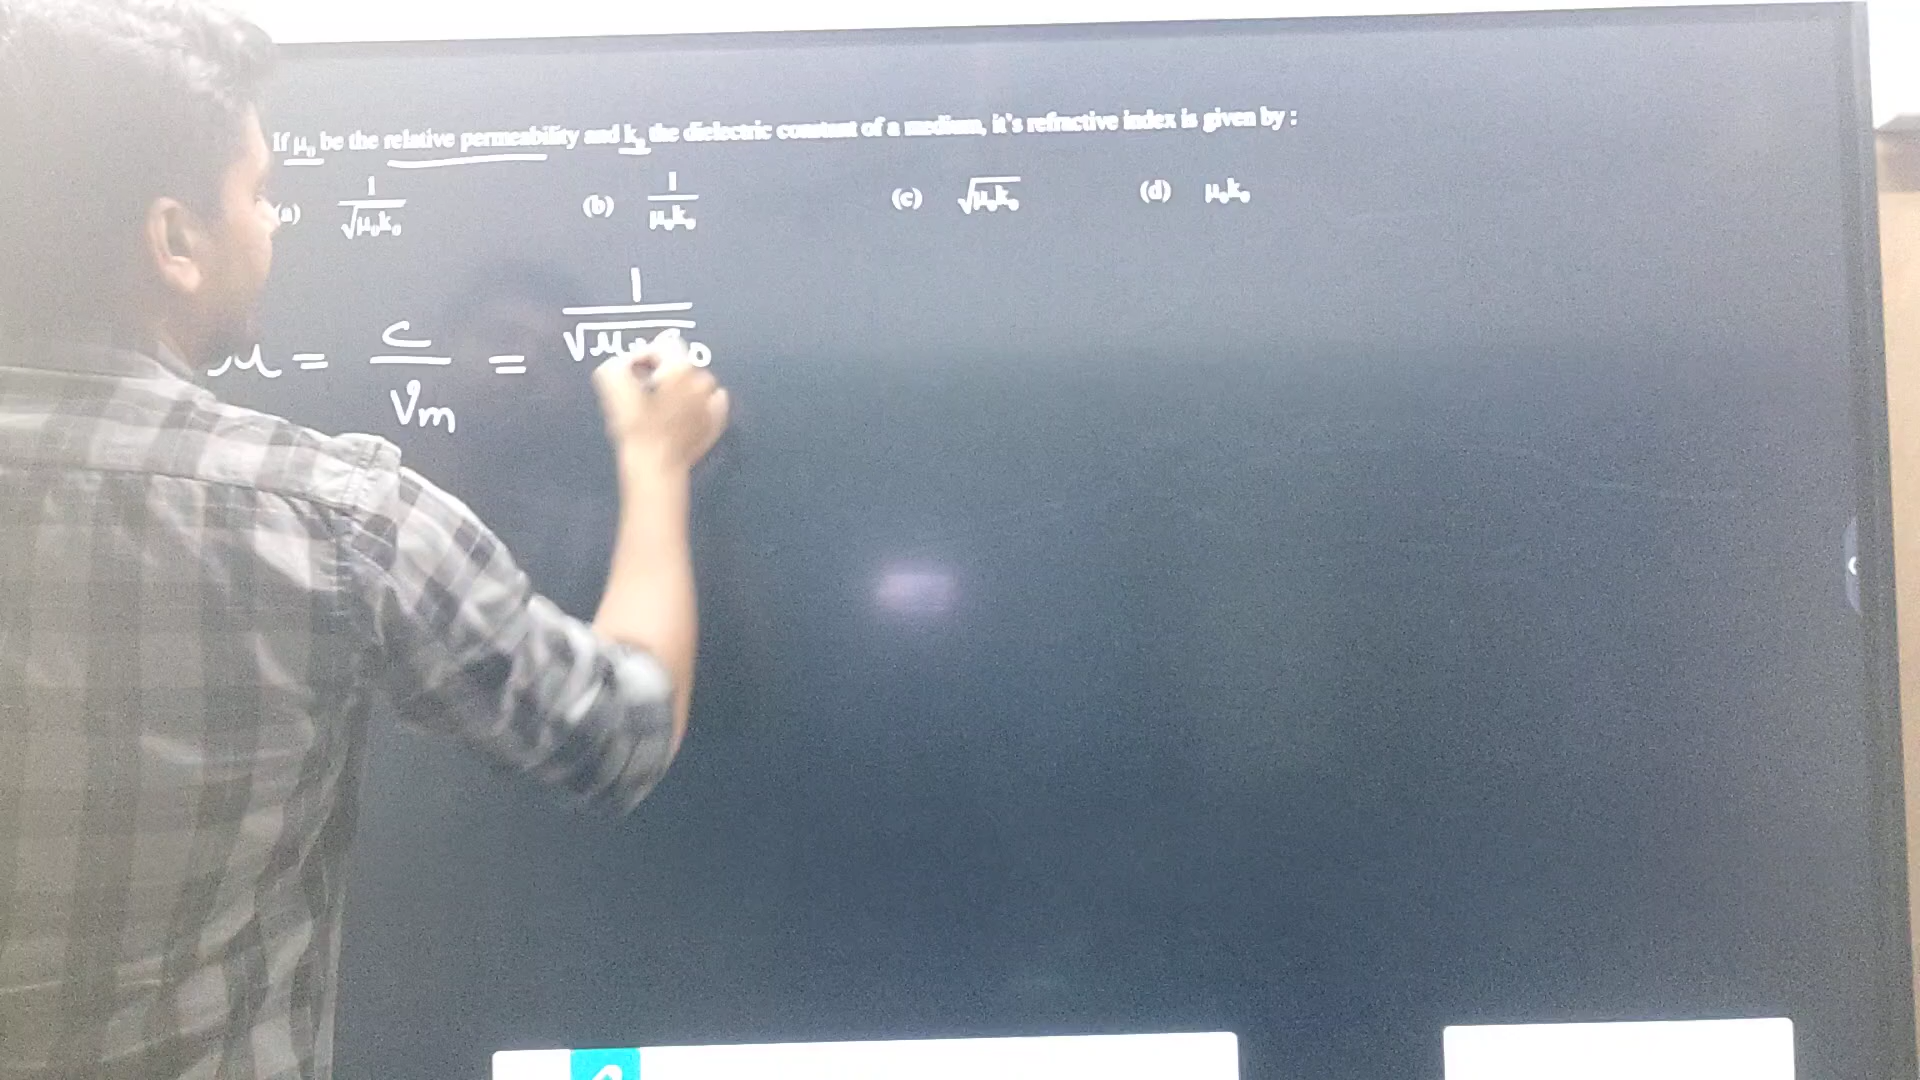 If μ₀ be the relative permeability and k₀ the dielectric constant of a medium, it's refractive index is given by :
(a) 1/√μ₀k₀ (b) 1/μ₀k₀ (c) √μ₀k₀ (d) μ₀k₀
μ = c/vm = 1/√μ₀